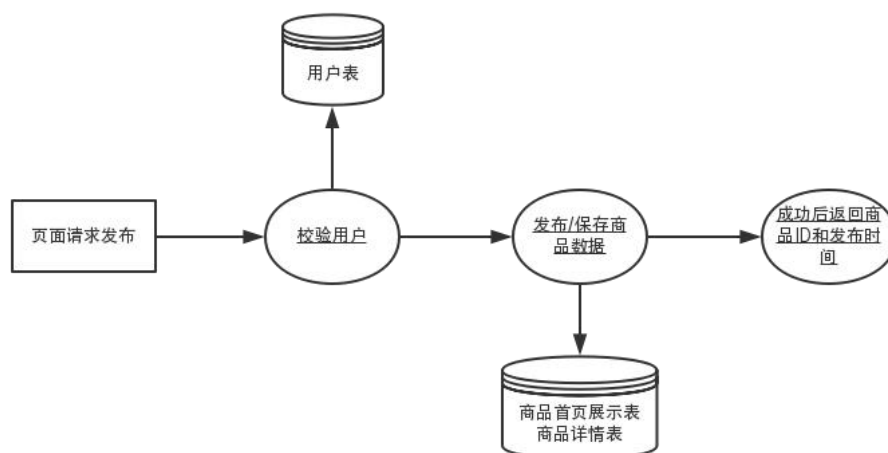 用户表
页面请求发布
校验用户
发布/保存商
品数据
成功后返回商
品ID和发布时
间
商品首页展示表
商品详情表